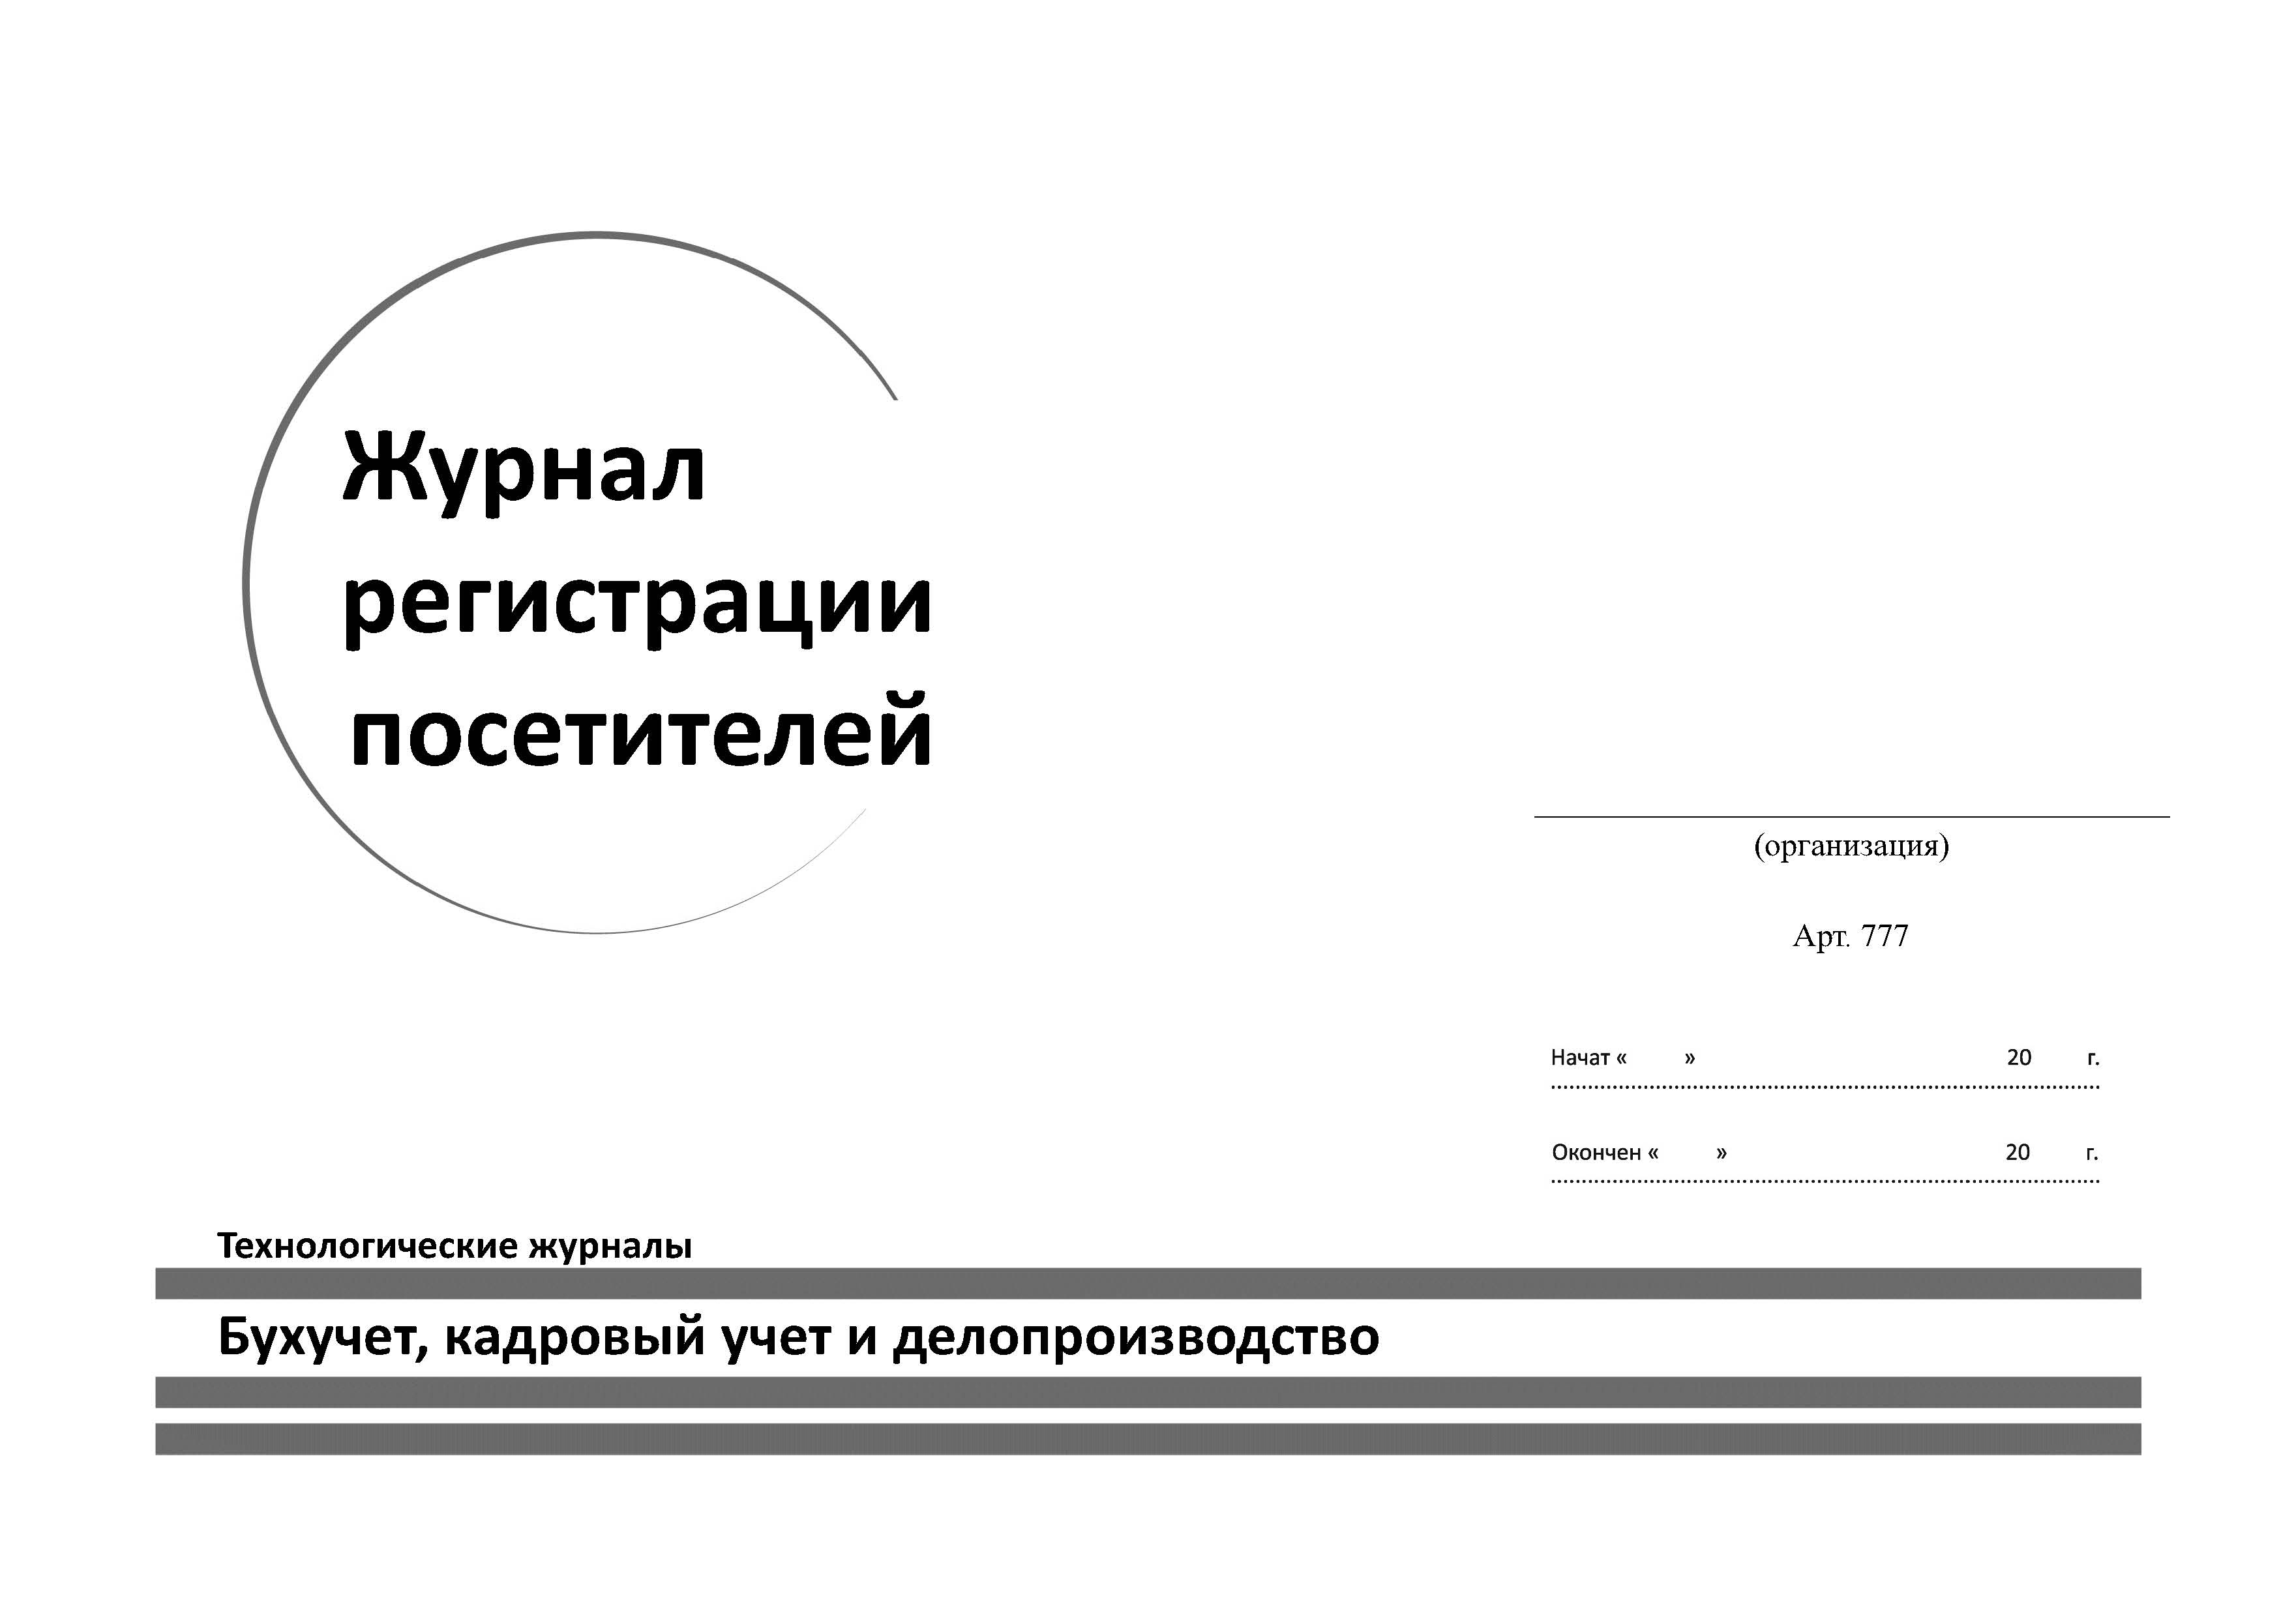 Журнал
регистрации
посетителей
(организация)
Арт. 777
Начат « » 20 г.
Окончен « » 20 г.
Технологические журналы
Бухучет, кадровый учет и делопроизводство